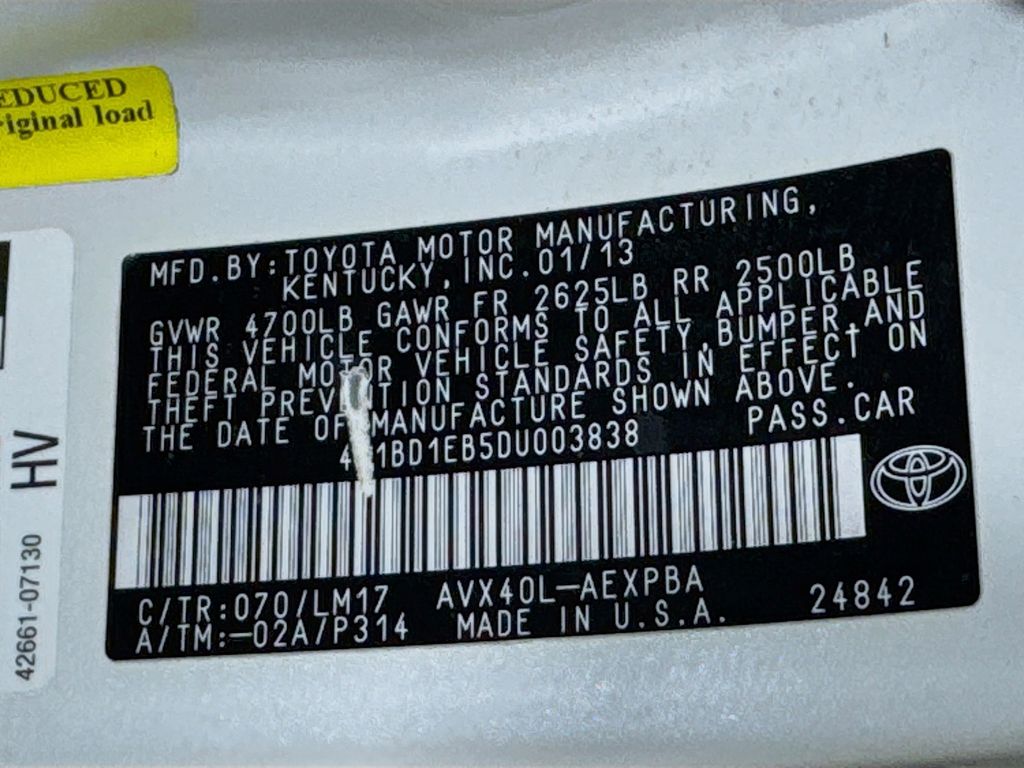 EDUCED
riginal load
HV
42661-07130
MFD.BY:TOYOTA MOTOR MANUFACTURING,
KENTUCKY,INC.01/13
GVWR 4700LB GAWR FR 2625LB RR 2500LB
THIS VEHICLE CONFORMS TO ALL APPLICABLE
FEDERAL MOTOR VEHICLE SAFETY,BUMPER,AND
THEFT PREVENTION STANDARDS IN EFFECT ON
THE DATE OF MANUFACTURE SHOWN ABOVE.
PASS.CAR
C/TR:070/LM17 AVX40L-AEXPBA
A/TM:-02A/P314 MADE IN U.S.A. 24842